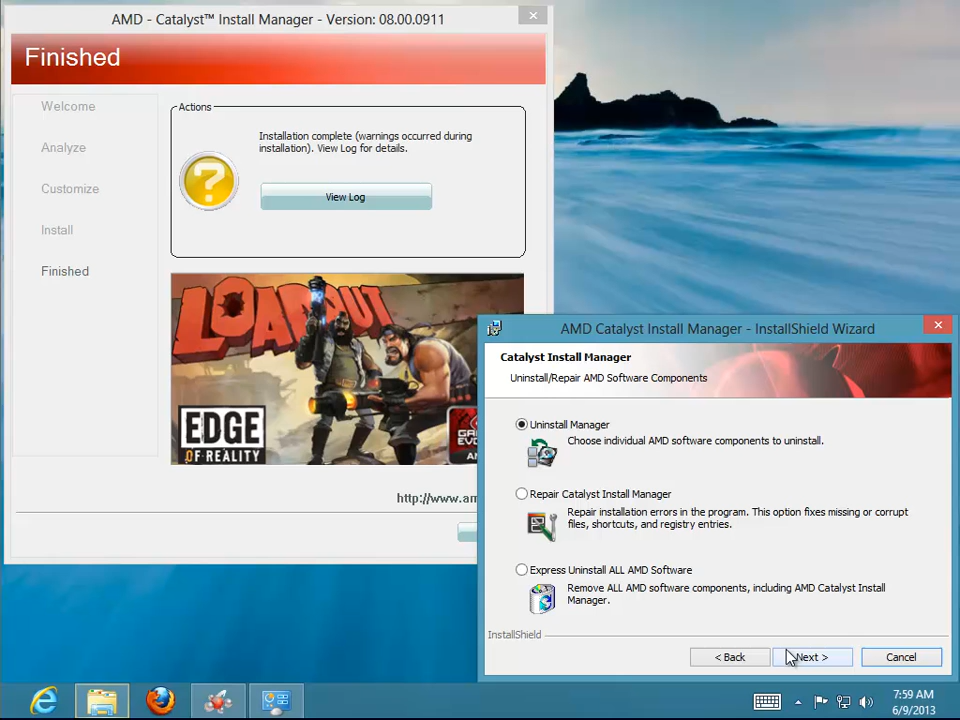 AMD - Catalyst™ Install Manager - Version: 08.00.0911
Finished
Welcome
Analyze
Customize
Install
Finished
Actions
Installation complete (warnings occurred during
installation). View Log for details.
View Log
LOADOUT
EDGE
OF REALITY
http://www.am
AMD Catalyst Install Manager - InstallShield Wizard
Catalyst Install Manager
Uninstall/Repair AMD Software Components
Uninstall Manager
Choose individual AMD software components to uninstall.
Repair Catalyst Install Manager
Repair installation errors in the program. This option fixes missing or corrupt
files, shortcuts, and registry entries.
Express Uninstall ALL AMD Software
Remove ALL AMD software components, including AMD Catalyst Install
Manager.
InstallShield
< Back
Next >
Cancel
7:59 AM
6/9/2013